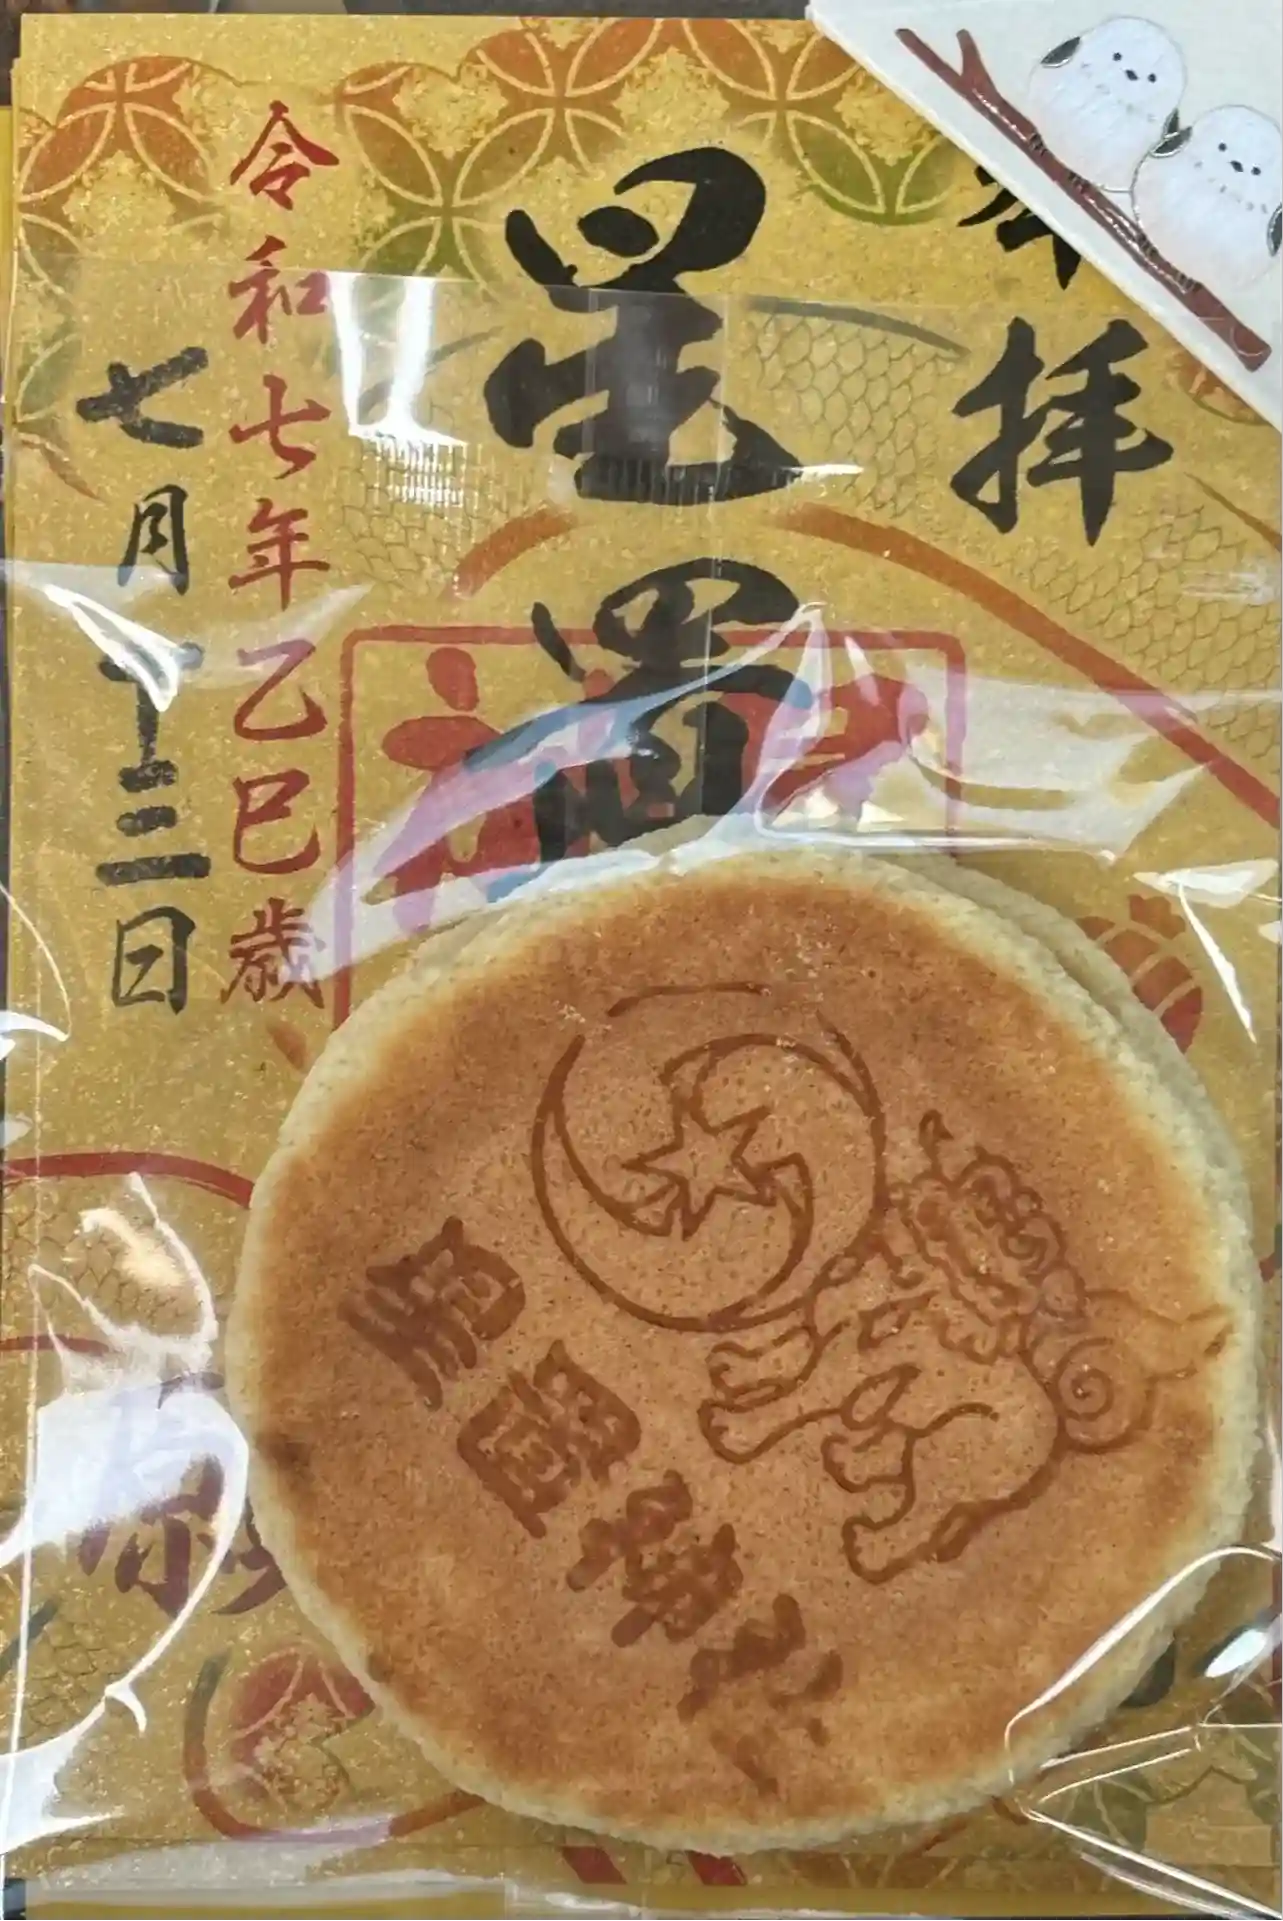 拝
星置
令和七年乙巳歳
七月十三日
星置神社